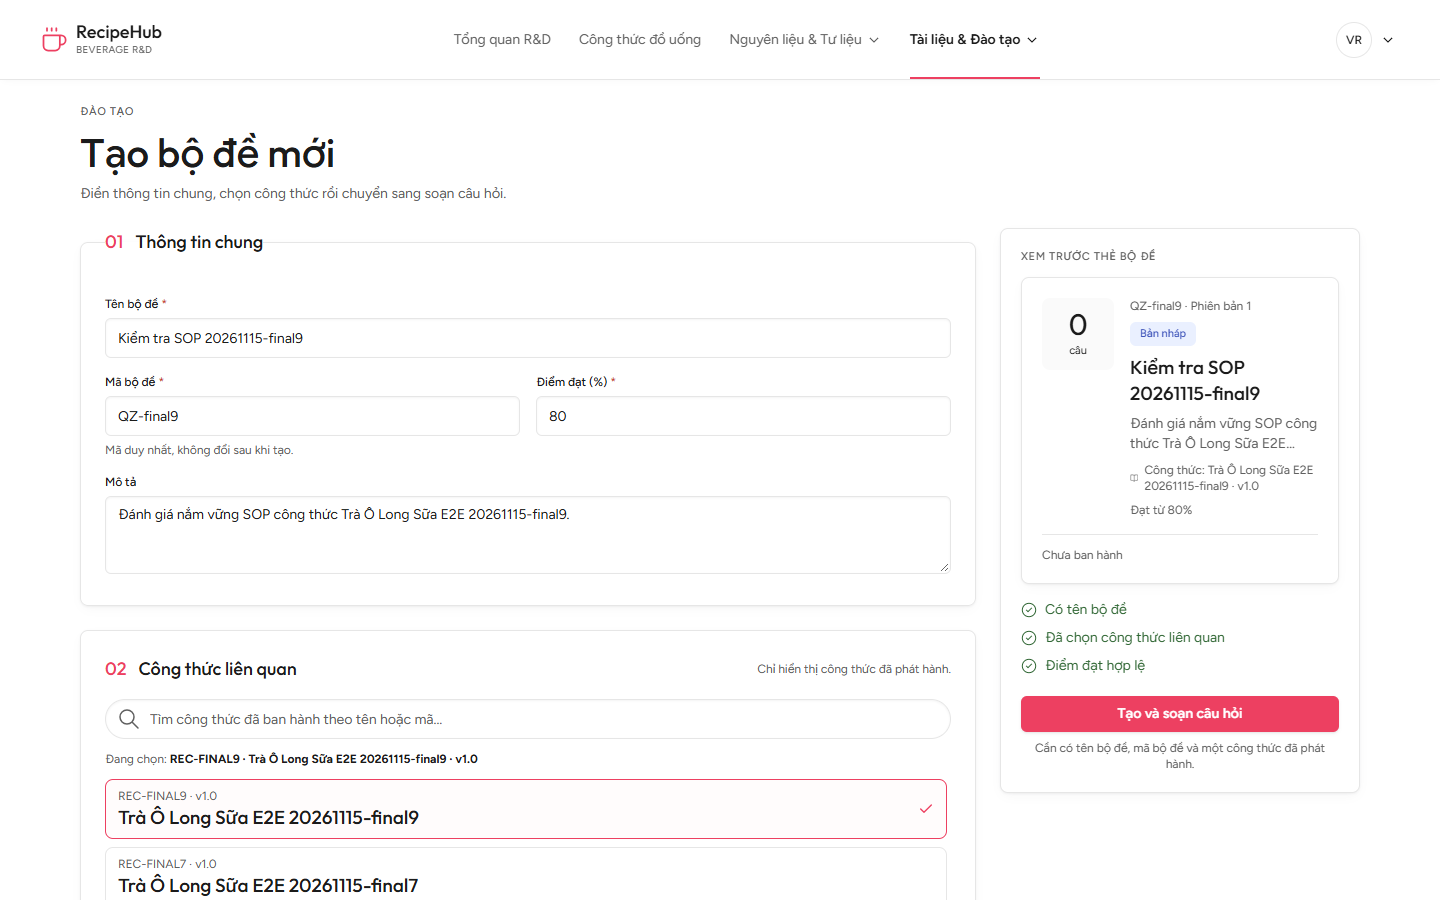 RecipeHub
BEVERAGE R&D
Tổng quan R&D
Công thức đồ uống
Nguyên liệu & Tư liệu
Tài liệu & Đào tạo
VR
ĐÀO TẠO
Tạo bộ đề mới
Điền thông tin chung, chọn công thức rồi chuyển sang soạn câu hỏi.
01 Thông tin chung
Tên bộ đề *
Kiểm tra SOP 20261115-final9
Mã bộ đề *
Điểm đạt (%) *
QZ-final9
80
Mã duy nhất, không đổi sau khi tạo.
Mô tả
Đánh giá nắm vững SOP công thức Trà Ô Long Sữa E2E 20261115-final9.
02 Công thức liên quan
Chỉ hiển thị công thức đã phát hành.
Tìm công thức đã ban hành theo tên hoặc mã...
Đang chọn: REC-FINAL9 · Trà Ô Long Sữa E2E 20261115-final9 · v1.0
REC-FINAL9 · v1.0
Trà Ô Long Sữa E2E 20261115-final9
REC-FINAL7 · v1.0
Trà Ô Long Sữa E2E 20261115-final7
XEM TRƯỚC THẺ BỘ ĐỀ
0
câu
QZ-final9 · Phiên bản 1
Bản nháp
Kiểm tra SOP
20261115-final9
Đánh giá nắm vững SOP công
thức Trà Ô Long Sữa E2E...
Công thức: Trà Ô Long Sữa E2E
20261115-final9 · v1.0
Đạt từ 80%
Chưa ban hành
Có tên bộ đề
Đã chọn công thức liên quan
Điểm đạt hợp lệ
Tạo và soạn câu hỏi
Cần có tên bộ đề, mã bộ đề và một công thức đã phát
hành.